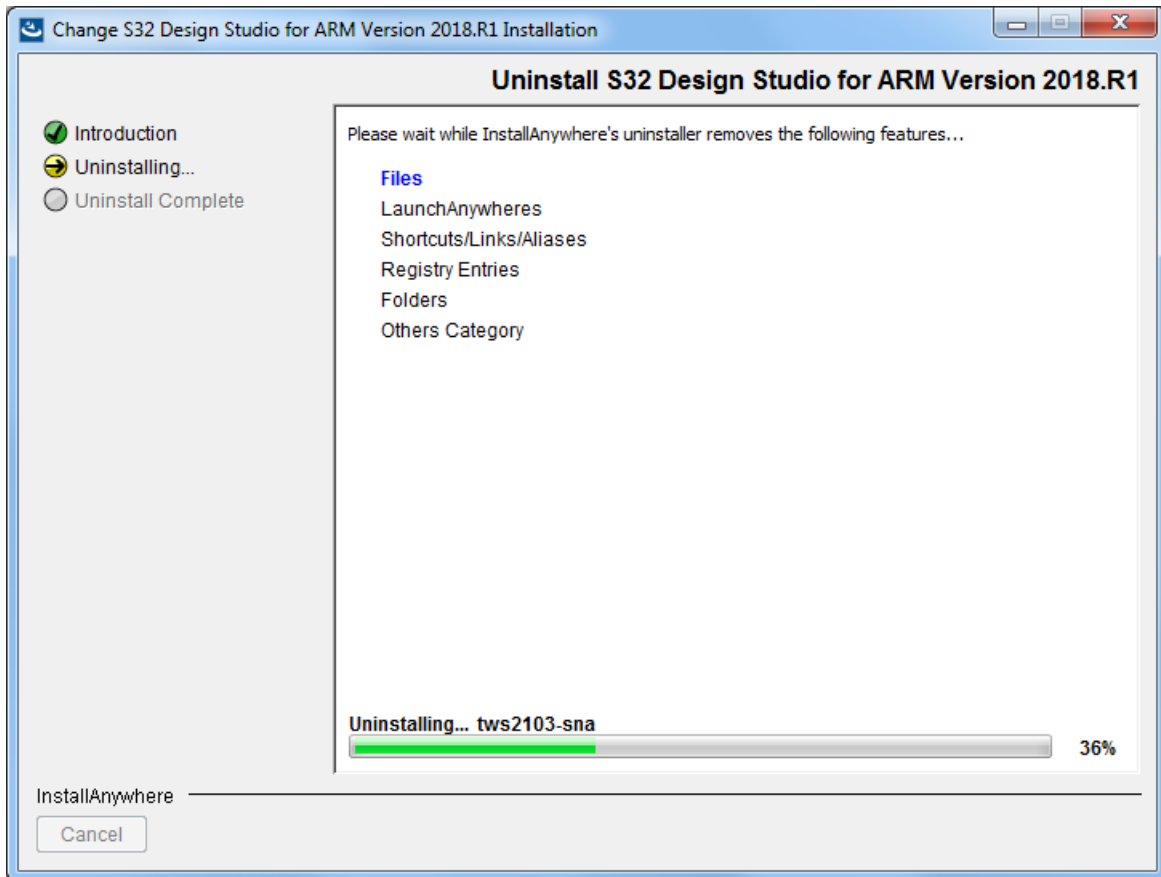 Change S32 Design Studio for ARM Version 2018.R1 Installation
Uninstall S32 Design Studio for ARM Version 2018.R1
Introduction
Uninstalling...
Uninstall Complete
Please wait while InstallAnywhere's uninstaller removes the following features...
Files
LaunchAnywheres
Shortcuts/Links/Aliases
Registry Entries
Folders
Others Category
Uninstalling... tws2103-sna
36%
InstallAnywhere
Cancel